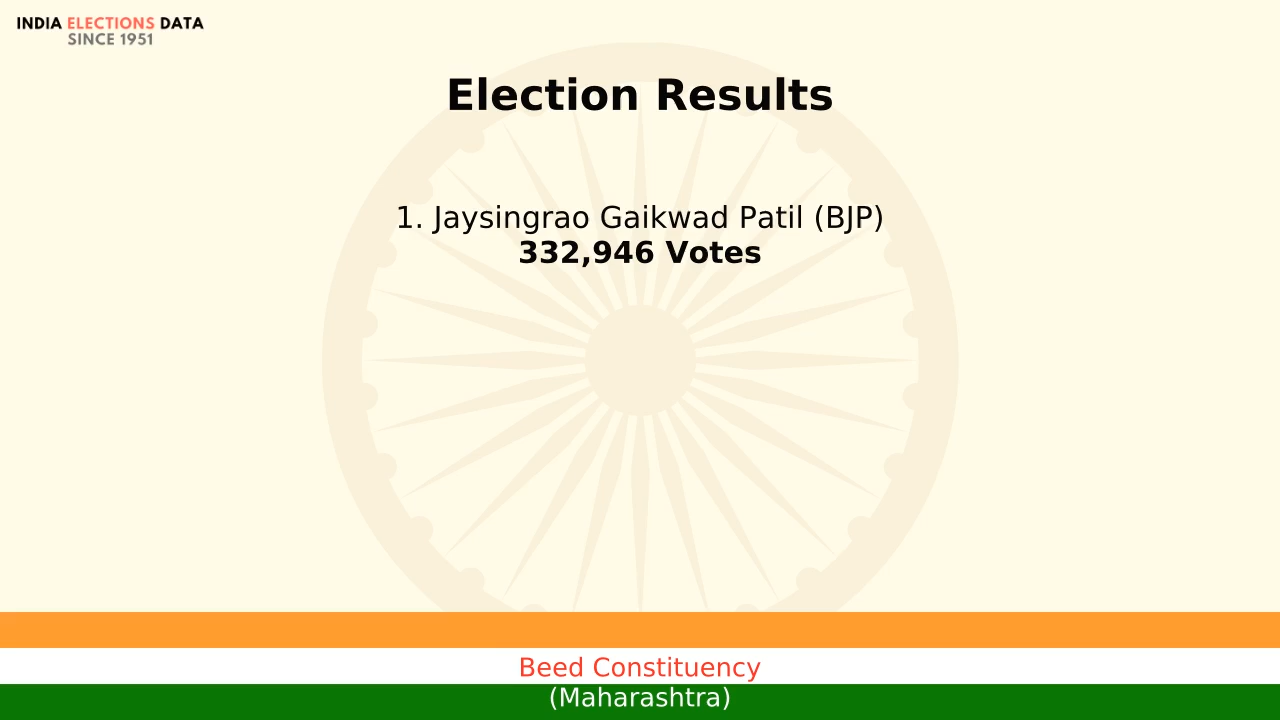 INDIA ELECTIONS DATA
SINCE 1951
Election Results
1. Jaysingrao Gaikwad Patil (BJP)
332,946 Votes
Beed Constituency
(Maharashtra)